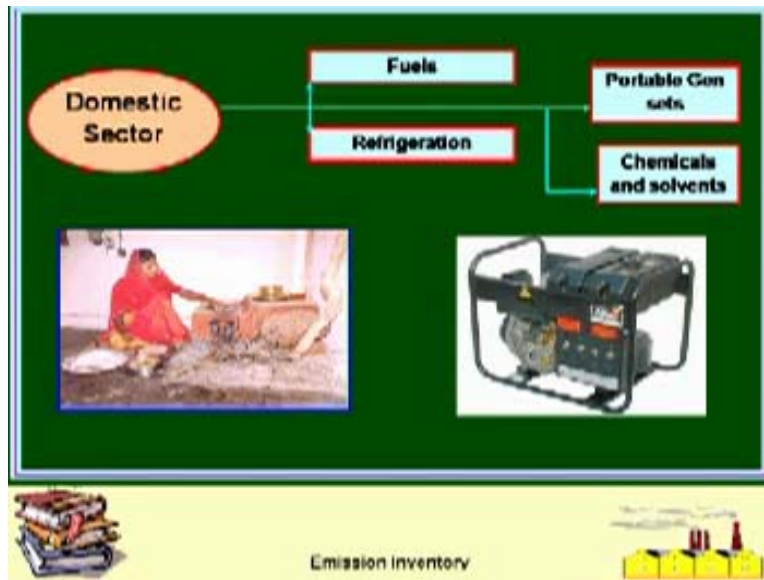 Domestic
Sector
Fuels
Refrigeration
Portable Gen
sets
Chemicals
and solvents
Emission Inventory